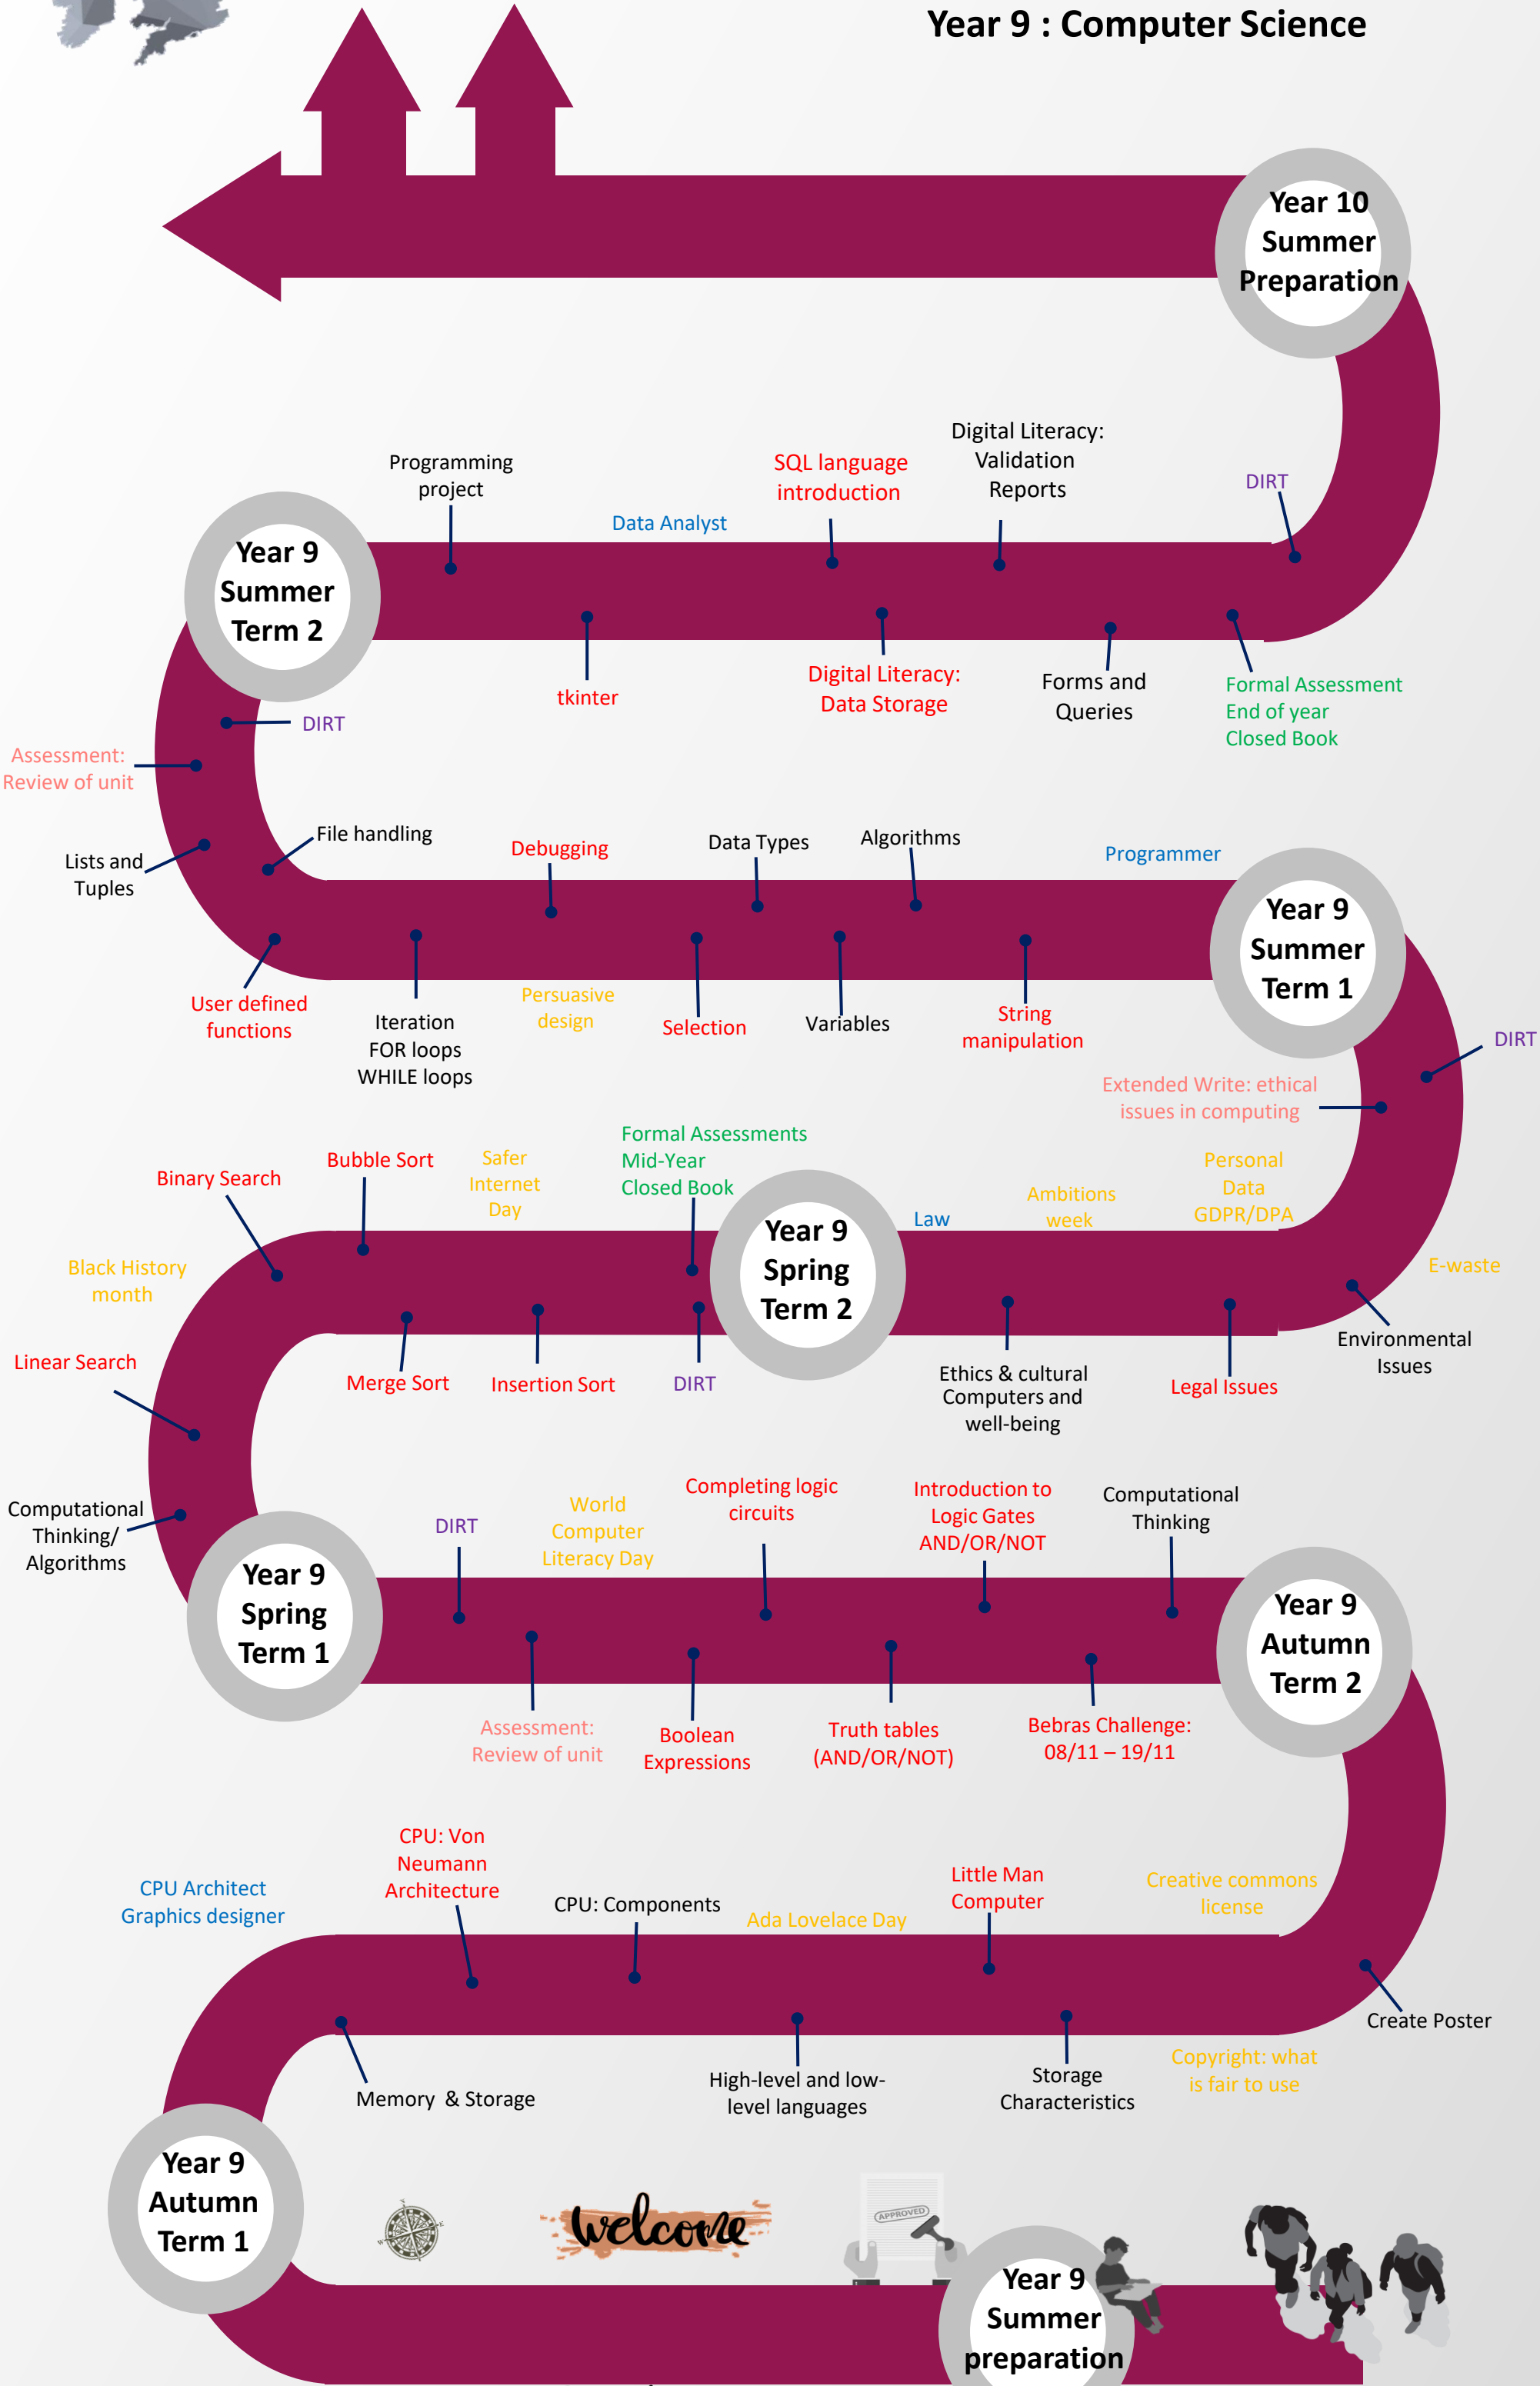 Year 9 : Computer Science
Year 10
Summer
Preparation
Programming
project
Data Analyst
SQL language
introduction
Digital Literacy:
Validation
Reports
DIRT
Year 9
Summer
Term 2
tkinter
Digital Literacy:
Data Storage
Forms and
Queries
Formal Assessment
End of year
Closed Book
DIRT
Assessment:
Review of unit
Lists and
Tuples
File handling
Debugging
Data Types
Algorithms
Programmer
Year 9
Summer
Term 1
User defined
functions
Iteration
FOR loops
WHILE loops
Persuasive
design
Selection
Variables
String
manipulation
DIRT
Extended Write: ethical
issues in computing
Binary Search
Bubble Sort
Safer
Internet
Day
Formal Assessments
Mid-Year
Closed Book
Year 9
Spring
Term 2
Law
Ambitions
week
Personal
Data
GDPR/DPA
E-waste
Black History
month
Linear Search
Merge Sort
Insertion Sort
DIRT
Ethics & cultural
Computers and
well-being
Legal Issues
Environmental
Issues
Computational
Thinking/
Algorithms
Year 9
Spring
Term 1
DIRT
World
Computer
Literacy Day
Completing logic
circuits
Introduction to
Logic Gates
AND/OR/NOT
Computational
Thinking
Year 9
Autumn
Term 2
Assessment:
Review of unit
Boolean
Expressions
Truth tables
(AND/OR/NOT)
Bebras Challenge:
08/11 – 19/11
CPU Architect
Graphics designer
CPU: Von
Neumann
Architecture
CPU: Components
Ada Lovelace Day
Little Man
Computer
Creative commons
license
Create Poster
Memory & Storage
High-level and low-
level languages
Storage
Characteristics
Copyright: what
is fair to use
Year 9
Autumn
Term 1
welcome
APPROVED
Year 9
Summer
preparation